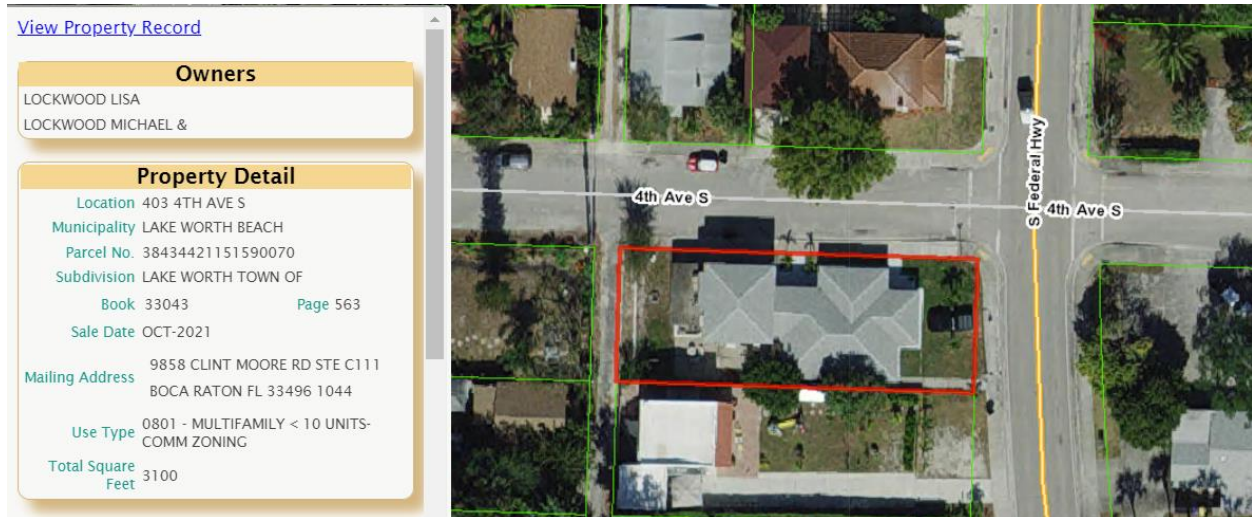 View Property Record
Owners
LOCKWOOD LISA
LOCKWOOD MICHAEL &
Property Detail
Location 403 4TH AVE S
Municipality LAKE WORTH BEACH
Parcel No. 38434421151590070
Subdivision LAKE WORTH TOWN OF
Book 33043 Page 563
Sale Date OCT-2021
Mailing Address 9858 CLINT MOORE RD STE C111
BOCA RATON FL 33496 1044
Use Type 0801 - MULTIFAMILY < 10 UNITS-
COMM ZONING
Total Square
Feet 3100
4th Ave S
S Federal Hwy
4th Ave S